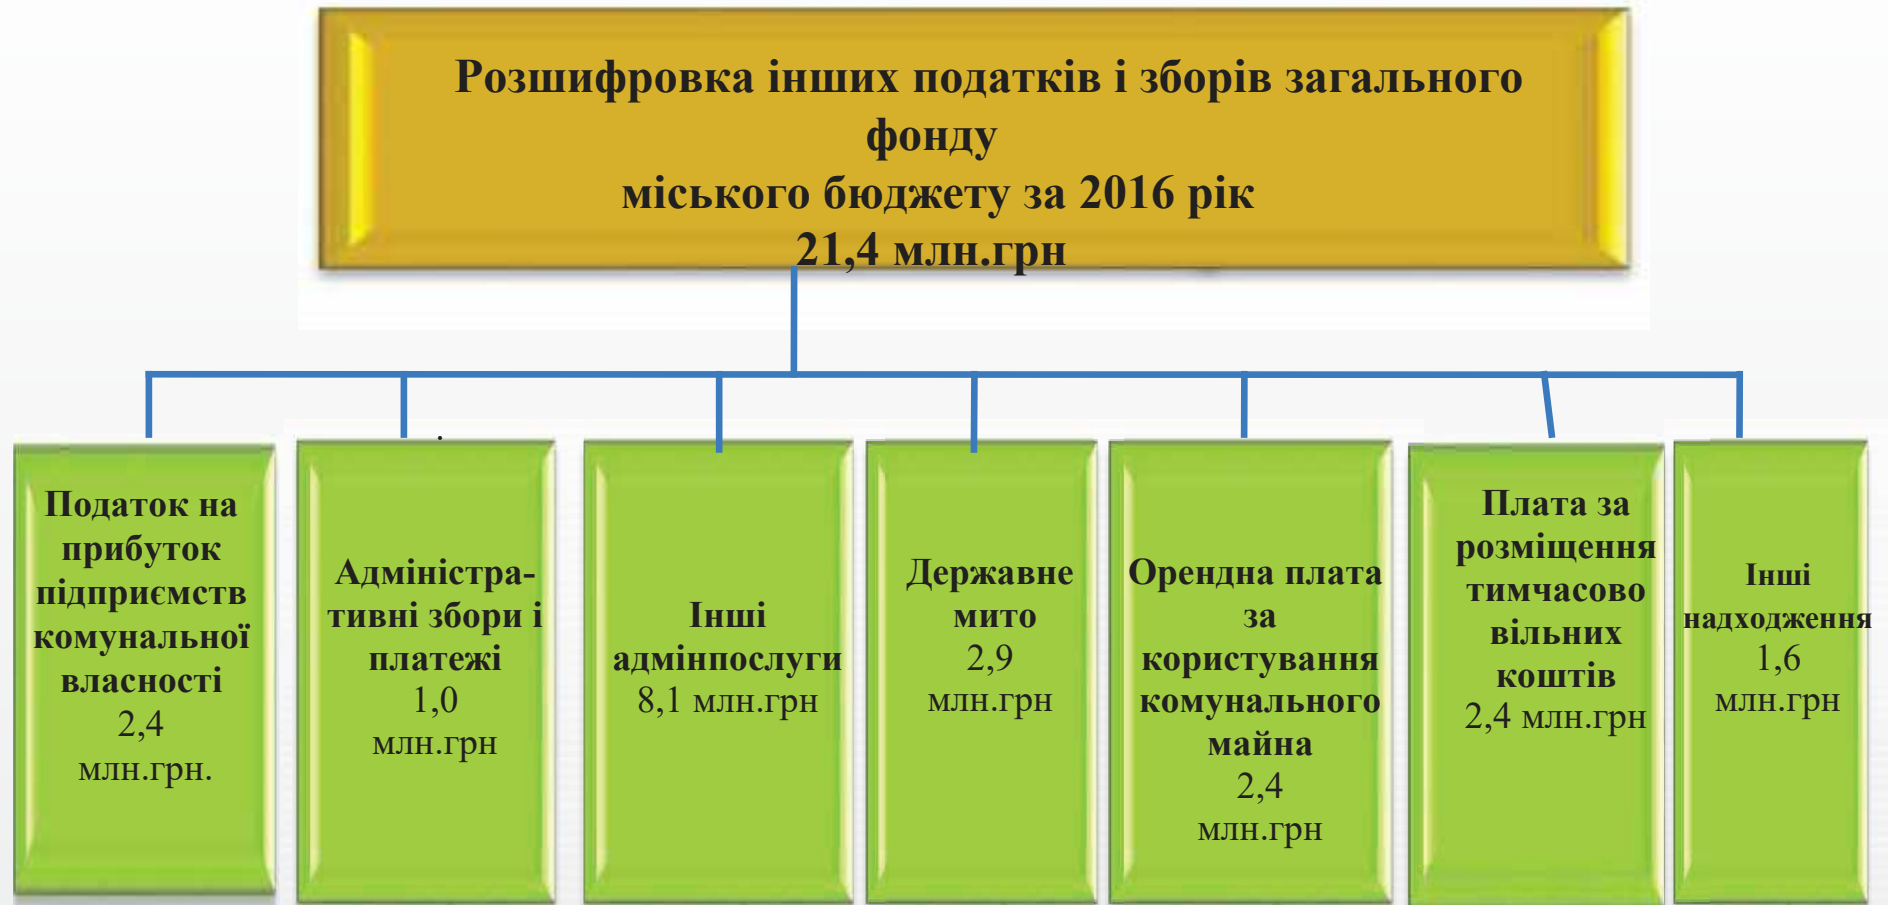 Розшифровка інших податків і зборів загального
фонду
міського бюджету за 2016 рік
21,4 млн.грн
Податок на
прибуток
підприємств
комунальної
власності
2,4
млн.грн.
Адміністра-
тивні збори і
платежі
1,0
млн.грн
Інші
адмінпослуги
8,1 млн.грн
Державне
мито
2,9
млн.грн
Орендна плата
за
користування
комунального
майна
2,4
млн.грн
Плата за
розміщення
тимчасово
вільних
коштів
2,4 млн.грн
Інші
надходження
1,6
млн.грн